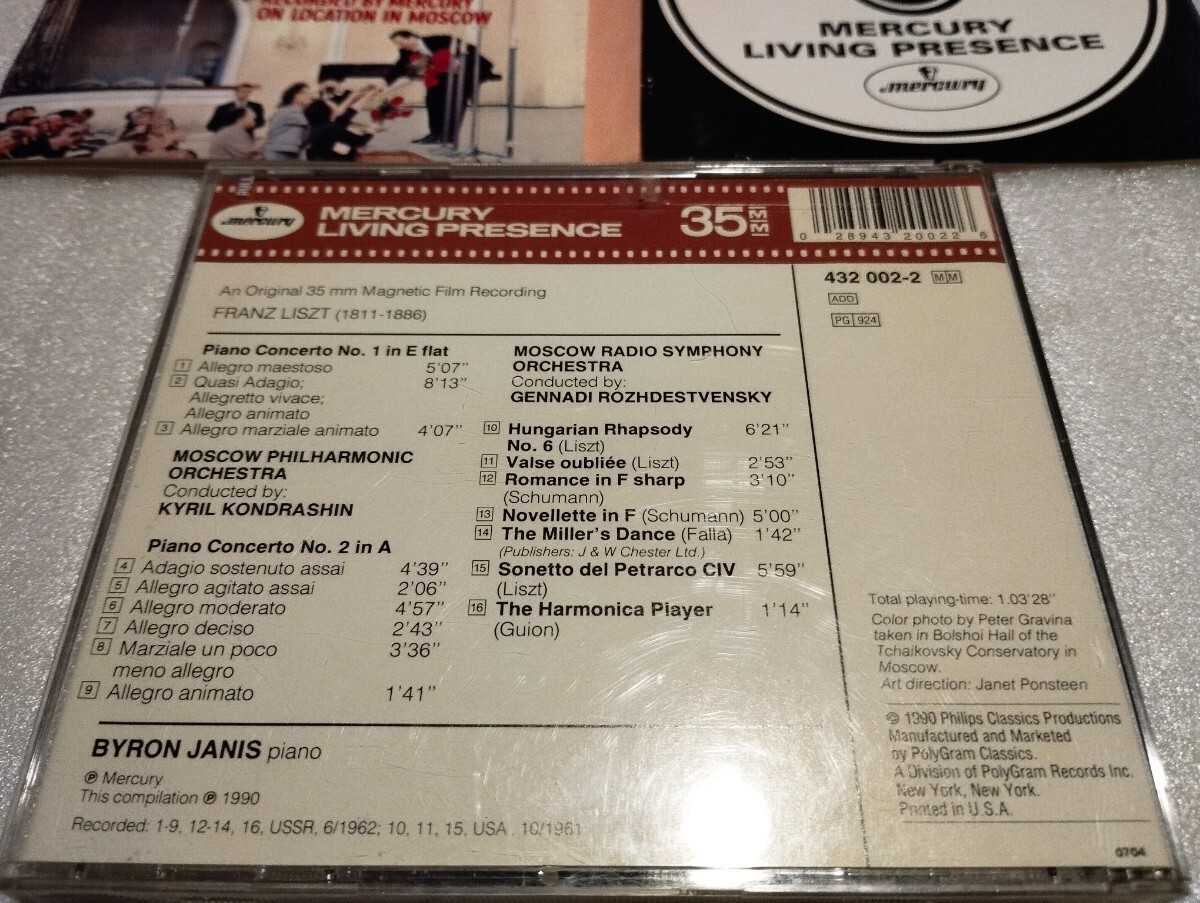 RECORDED BY MERCURY
ON LOCATION IN MOSCOW
MERCURY
LIVING PRESENCE
mercury
mercury
MERCURY
LIVING PRESENCE
35MM
0 28943 20022 6
An Original 35 mm Magnetic Film Recording
FRANZ LISZT (1811-1886)
Piano Concerto No. 1 in E flat
1 Allegro maestoso 5'07"
2 Quasi Adagio; 8'13"
Allegretto vivace;
Allegro animato
3 Allegro marziale animato 4'07"
MOSCOW PHILHARMONIC
ORCHESTRA
Conducted by:
KYRIL KONDRASHIN
Piano Concerto No. 2 in A
4 Adagio sostenuto assai 4'39"
5 Allegro agitato assai 2'06"
6 Allegro moderato 4'57"
7 Allegro deciso 2'43"
8 Marziale un poco 3'36"
meno allegro
9 Allegro animato 1'41"
MOSCOW RADIO SYMPHONY
ORCHESTRA
Conducted by:
GENNADI ROZHDESTVENSKY
10 Hungarian Rhapsody 6'21"
No. 6 (Liszt)
11 Valse oubliée (Liszt) 2'53"
12 Romance in F sharp 3'10"
(Schumann)
13 Novellette in F (Schumann) 5'00"
14 The Miller's Dance (Falla) 1'42"
(Publishers: J & W Chester Ltd.)
15 Sonetto del Petrarco CIV 5'59"
(Liszt)
16 The Harmonica Player 1'14"
(Guion)
BYRON JANIS piano
℗ Mercury
This compilation ℗ 1990
Recorded: 1-9, 12-14, 16, USSR, 6/1962; 10, 11, 15, USA. 10/1961
432 002-2 MM
ADD
PG 924
Total playing-time: 1.03'28"
Color photo by Peter Gravina
taken in Bolshoi Hall of the
Tchaikovsky Conservatory in
Moscow.
Art direction: Janet Ponsteen
© 1990 Philips Classics Productions
Manufactured and Marketed
by PolyGram Classics.
A Division of PolyGram Records Inc.
New York, New York.
Printed in U.S.A.
0704